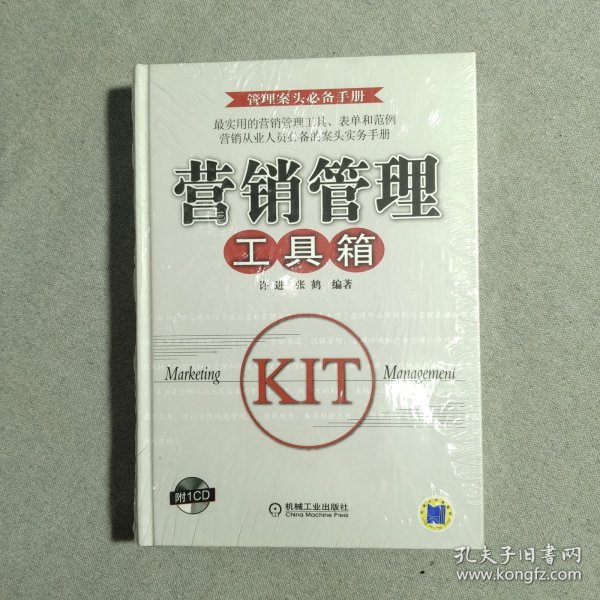 管理案头必备手册
最实用的营销管理工具、表单和范例
营销从业人员必备的案头实务手册
营销管理
工具箱
许进 张鹤 编著
Marketing
KIT
Management
附1CD
机械工业出版社
China Machine Press
孔夫子旧书网
www.kongfz.com